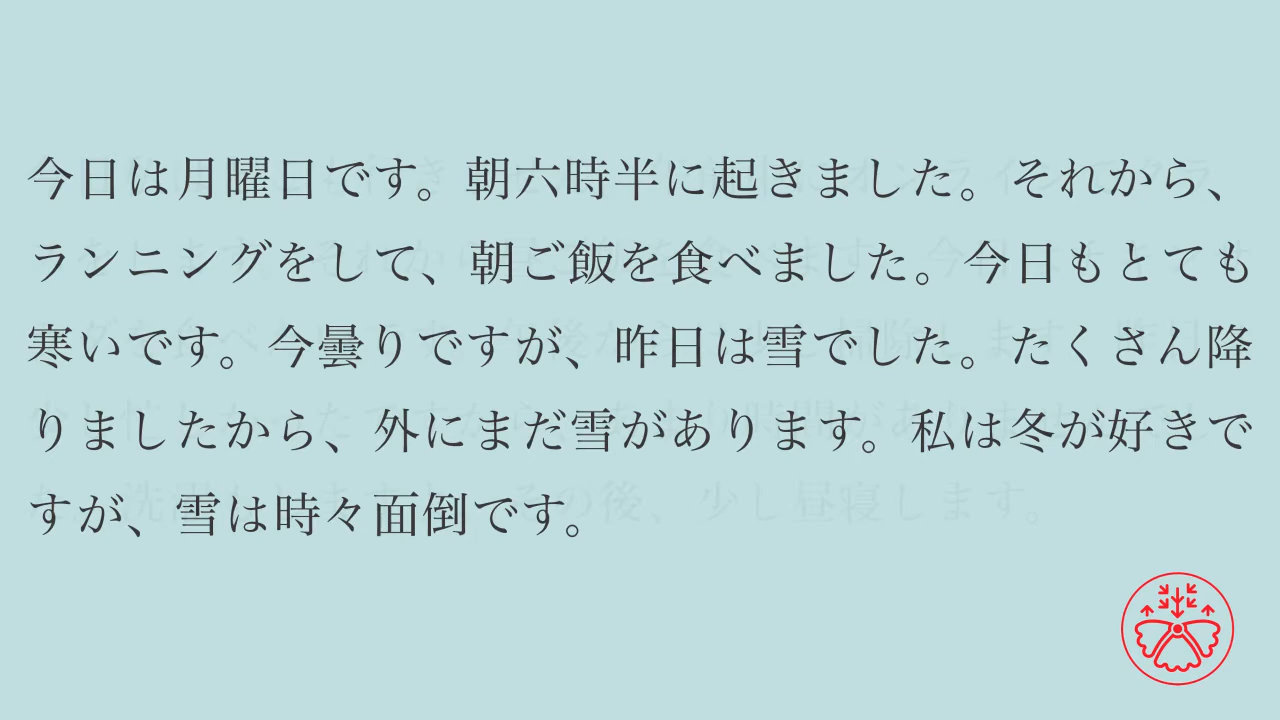 今日は月曜日です。朝六時半に起きました。それから、
ランニングをして、朝ご飯を食べました。今日もとても
寒いです。今曇りですが、昨日は雪でした。たくさん降
りましたから、外にまだ雪があります。私は冬が好きで
すが、雪は時々面倒です。